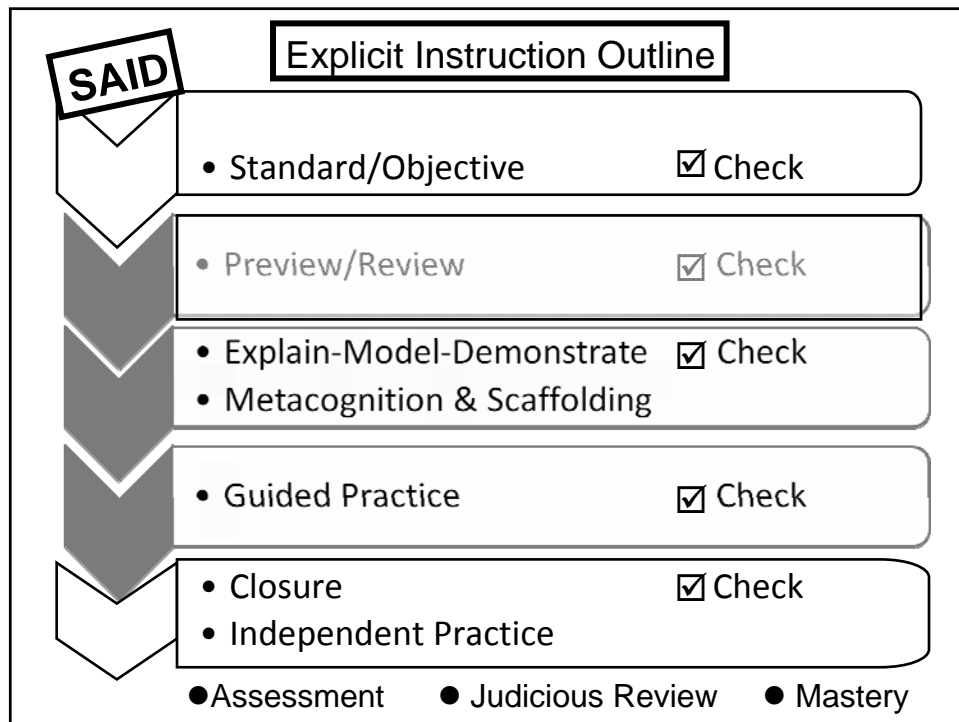 Explicit Instruction Outline
SAID
• Standard/Objective ☑ Check
• Preview/Review ☑ Check
• Explain-Model-Demonstrate ☑ Check
• Metacognition & Scaffolding
• Guided Practice ☑ Check
• Closure ☑ Check
• Independent Practice
●Assessment ● Judicious Review ● Mastery